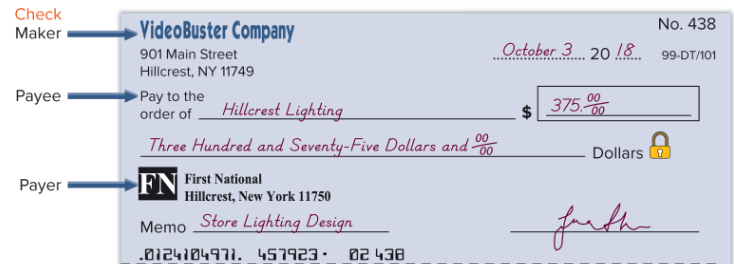 Check
Maker
VideoBuster Company
No. 438
901 Main Street
Hillcrest, NY 11749
October 3 20 18
99-DT/101
Payee
Pay to the
order of Hillcrest Lighting $ 375.00/00
Three Hundred and Seventy-Five Dollars and 00/00 Dollars
Payer
FN First National
Hillcrest, New York 11750
Memo Store Lighting Design
.0124104971. 457923· 02 438